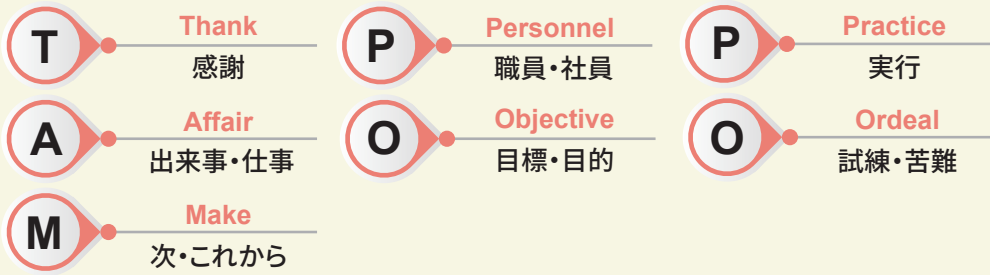 T
Thank
感謝
A
Affair
出来事・仕事
M
Make
次・これから
P
Personnel
職員・社員
O
Objective
目標・目的
P
Practice
実行
O
Ordeal
試練・苦難